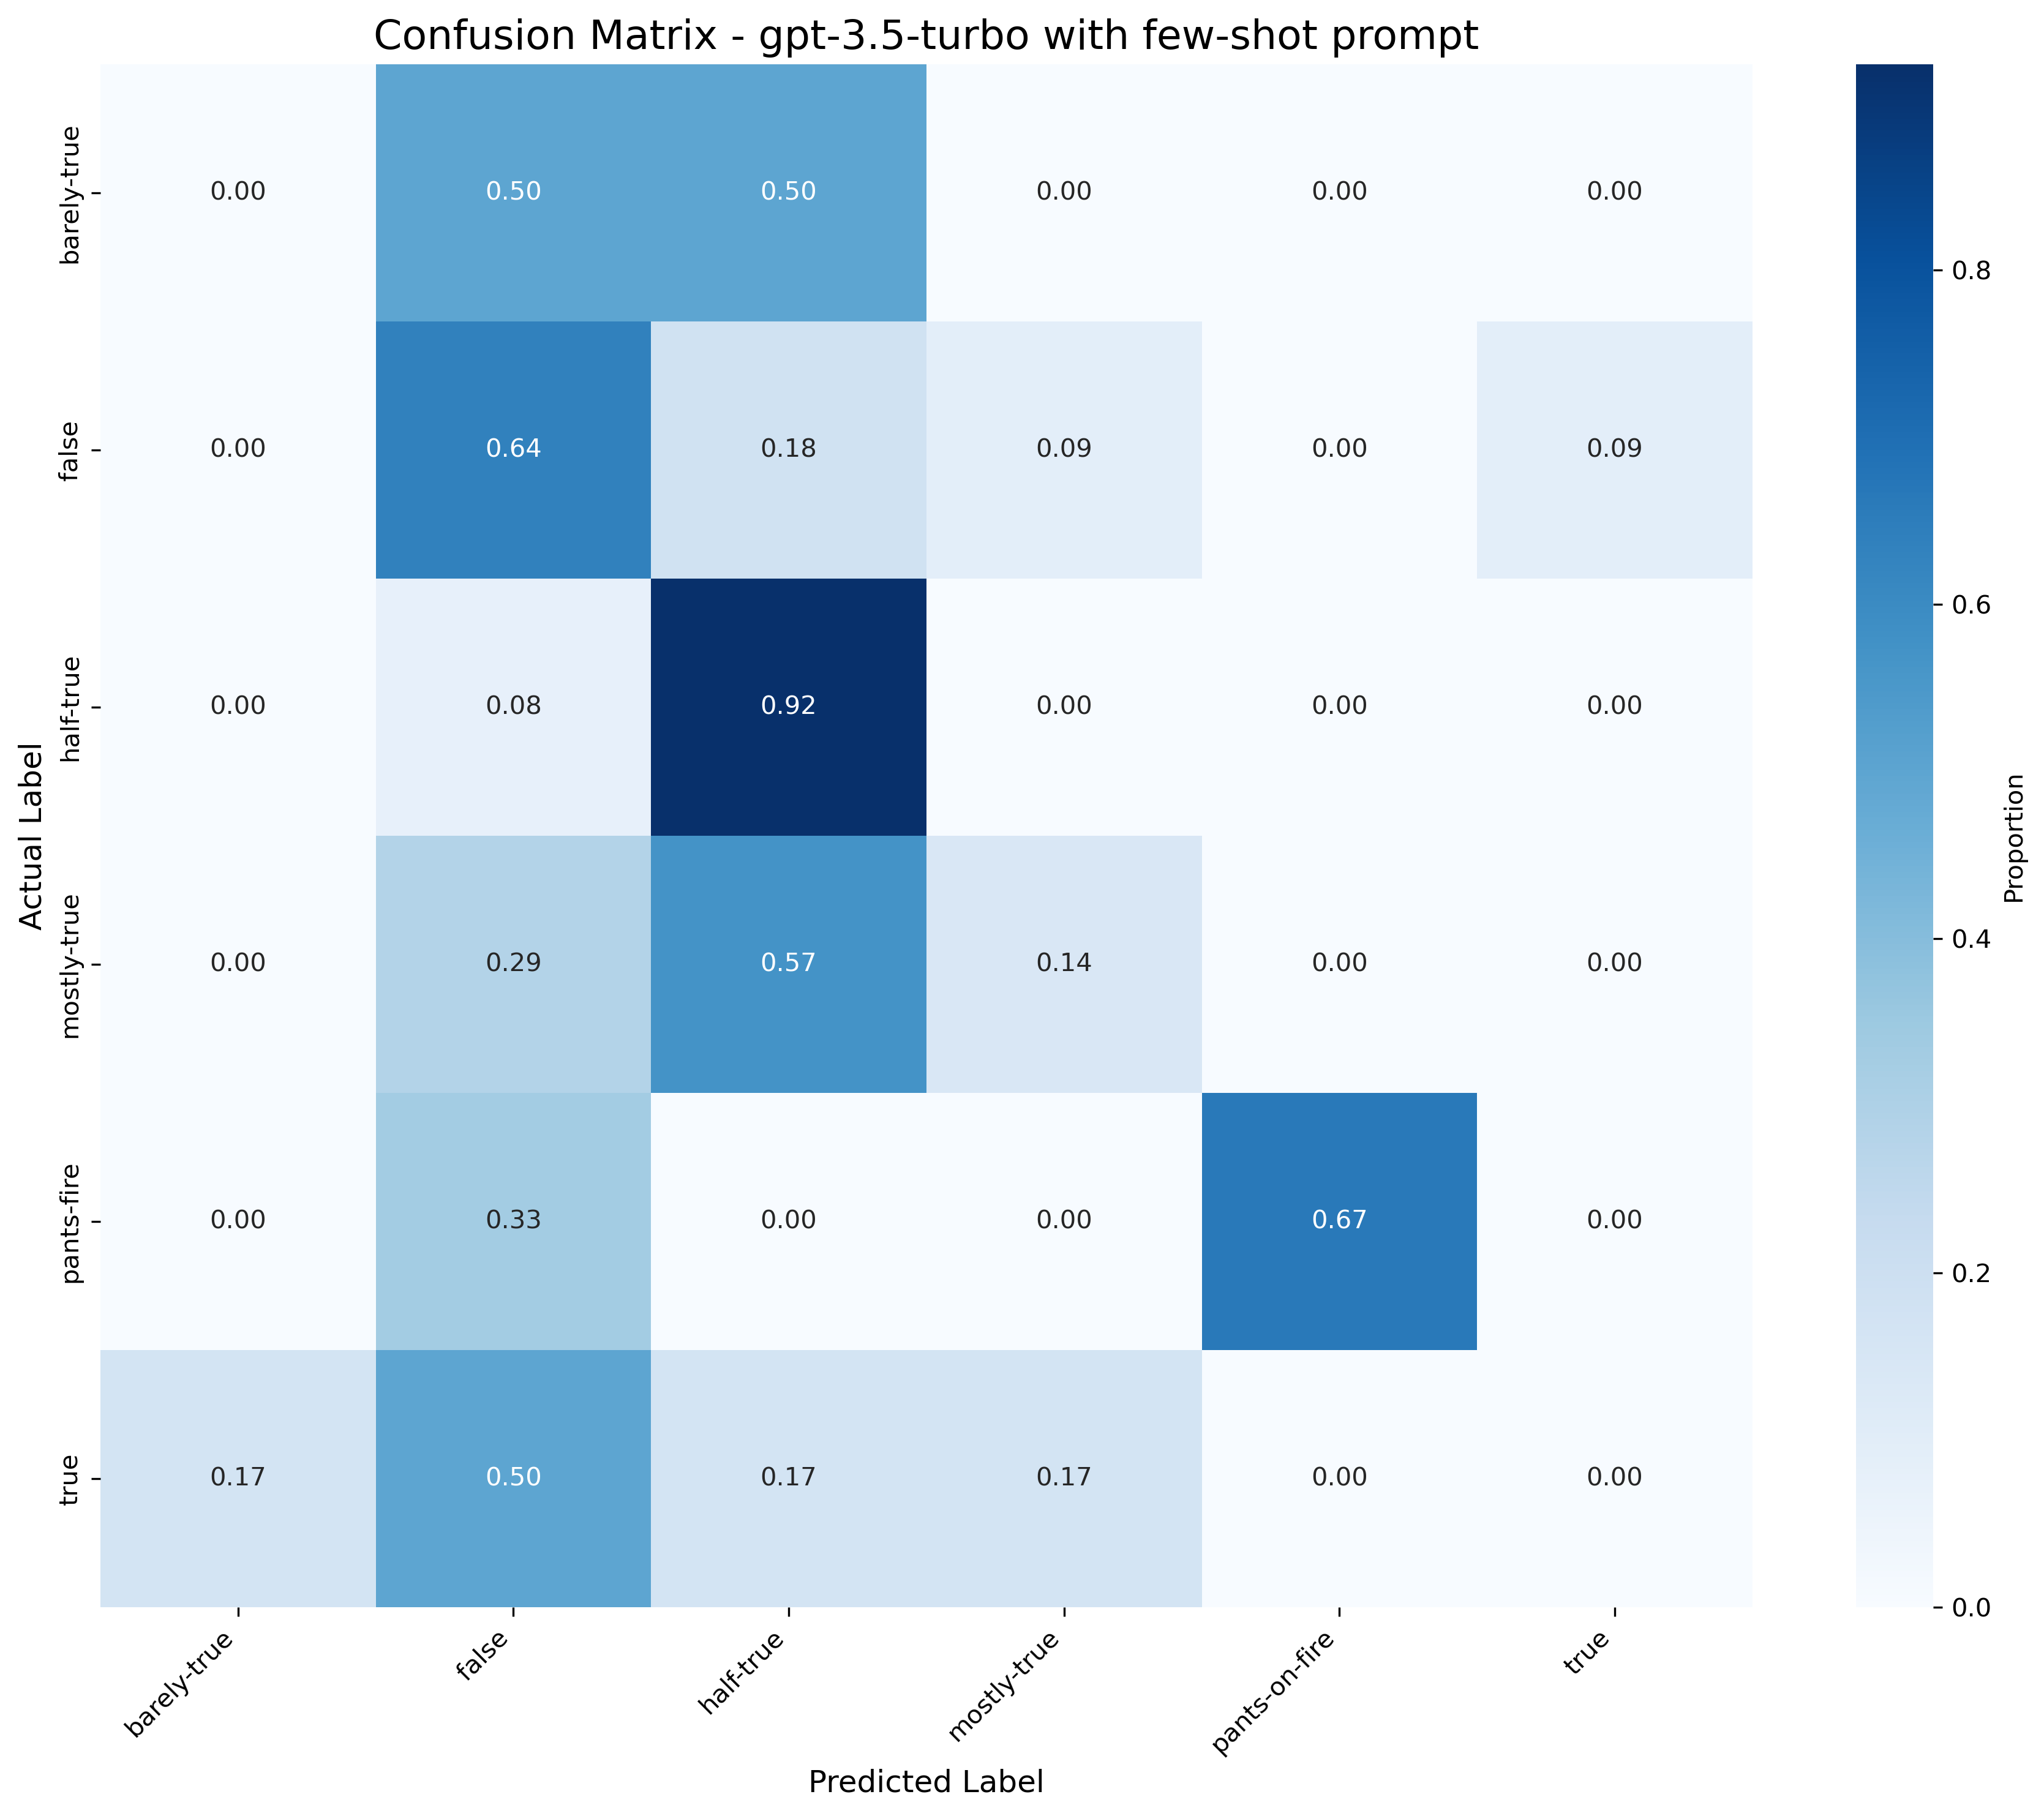 Confusion Matrix - gpt-3.5-turbo with few-shot prompt
Actual Label
barely-true
0.00 0.50 0.50 0.00 0.00 0.00
false
0.00 0.64 0.18 0.09 0.00 0.09
half-true
0.00 0.08 0.92 0.00 0.00 0.00
mostly-true
0.00 0.29 0.57 0.14 0.00 0.00
pants-fire
0.00 0.33 0.00 0.00 0.67 0.00
true
0.17 0.50 0.17 0.17 0.00 0.00
barely-true
false
half-true
mostly-true
pants-on-fire
true
Predicted Label
0.8
0.6
0.4
0.2
0.0
Proportion